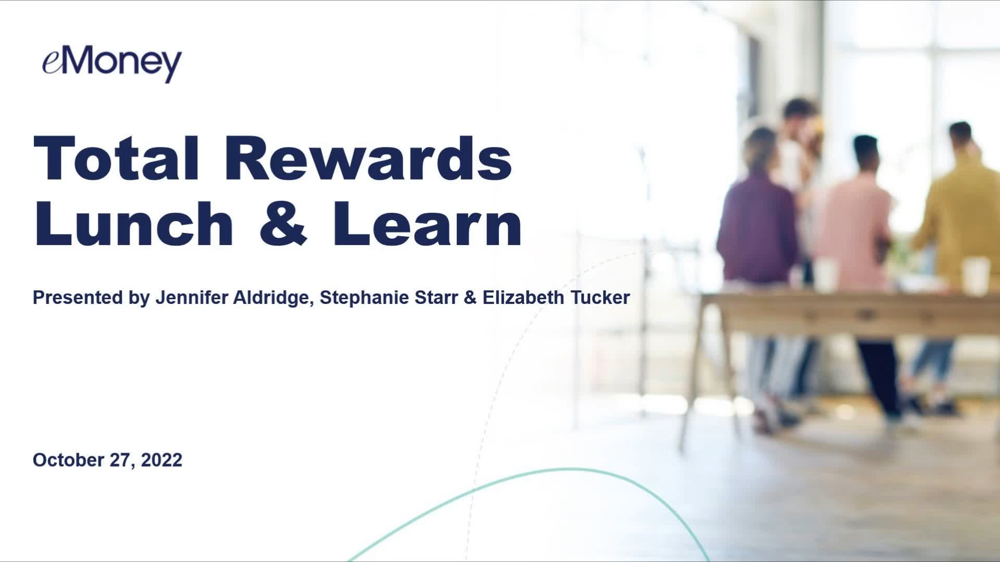 eMoney
Total Rewards
Lunch & Learn
Presented by Jennifer Aldridge, Stephanie Starr & Elizabeth Tucker
October 27, 2022